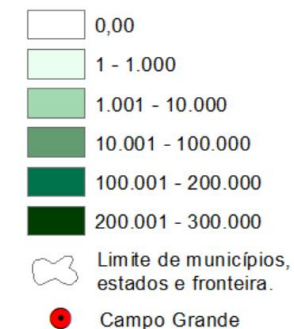 0,00
1 - 1.000
1.001 - 10.000
10.001 - 100.000
100.001 - 200.000
200.001 - 300.000
Limite de municípios,
estados e fronteira.
Campo Grande